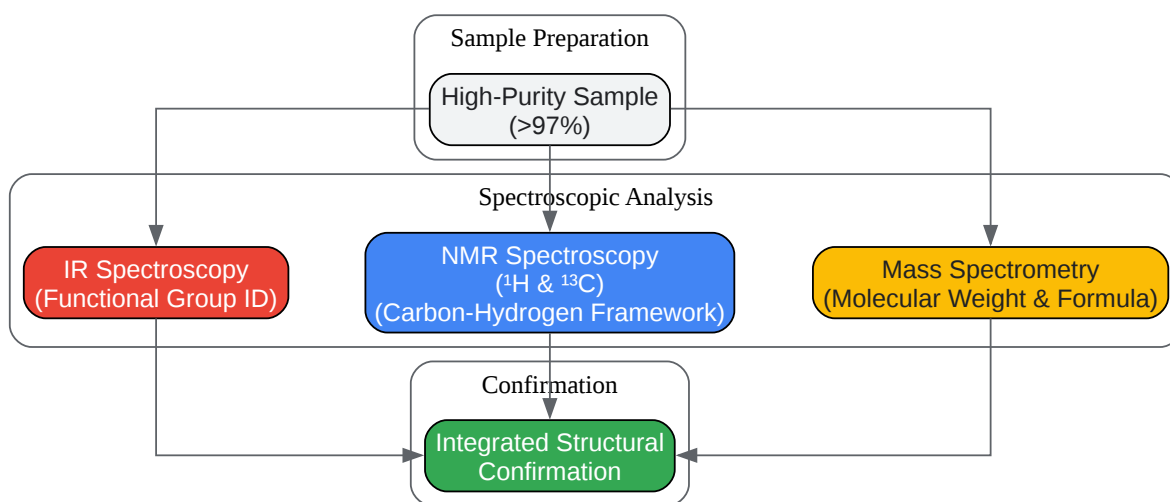 Sample Preparation
High-Purity Sample
(>97%)
Spectroscopic Analysis
IR Spectroscopy
(Functional Group ID)
NMR Spectroscopy
(¹H & ¹³C)
(Carbon-Hydrogen Framework)
Mass Spectrometry
(Molecular Weight & Formula)
Confirmation
Integrated Structural
Confirmation